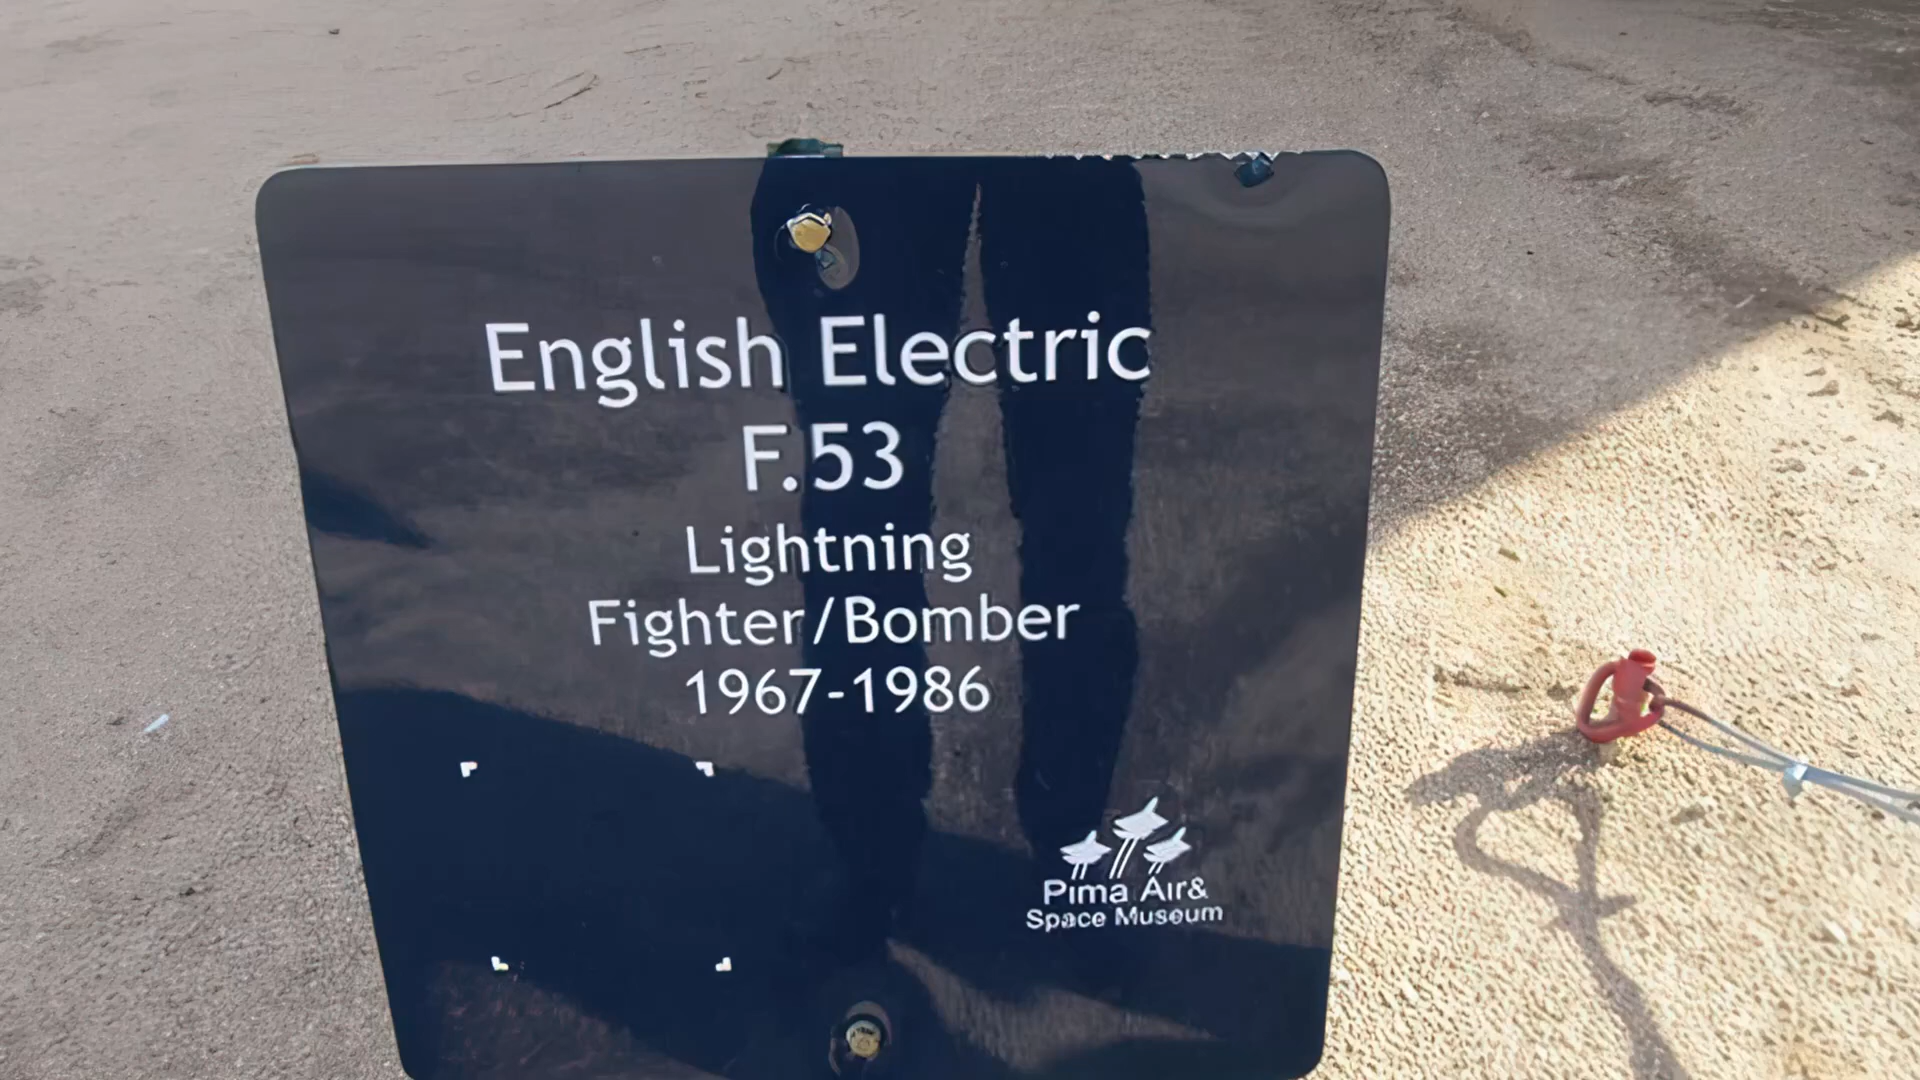 English Electric
F.53
Lightning
Fighter/Bomber
1967-1986
Pima Air&
Space Museum